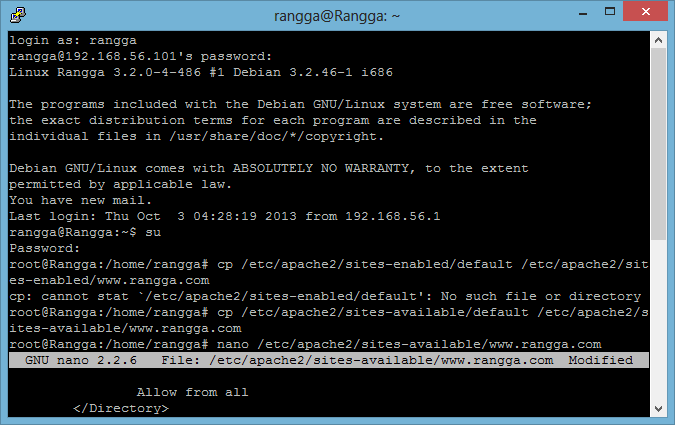 rangga@Rangga: ~
login as: rangga
rangga@192.168.56.101's password:
Linux Rangga 3.2.0-4-486 #1 Debian 3.2.46-1 i686
The programs included with the Debian GNU/Linux system are free software;
the exact distribution terms for each program are described in the
individual files in /usr/share/doc/*/copyright.
Debian GNU/Linux comes with ABSOLUTELY NO WARRANTY, to the extent
permitted by applicable law.
You have new mail.
Last login: Thu Oct  3 04:28:19 2013 from 192.168.56.1
rangga@Rangga:~$ su
Password:
root@Rangga:/home/rangga# cp /etc/apache2/sites-enabled/default /etc/apache2/sit
es-enabled/www.rangga.com
cp: cannot stat `/etc/apache2/sites-enabled/default': No such file or directory
root@Rangga:/home/rangga# cp /etc/apache2/sites-available/default /etc/apache2/s
ites-available/www.rangga.com
root@Rangga:/home/rangga# nano /etc/apache2/sites-available/www.rangga.com
  GNU nano 2.2.6   File: /etc/apache2/sites-available/www.rangga.com  Modified
                Allow from all
        </Directory>